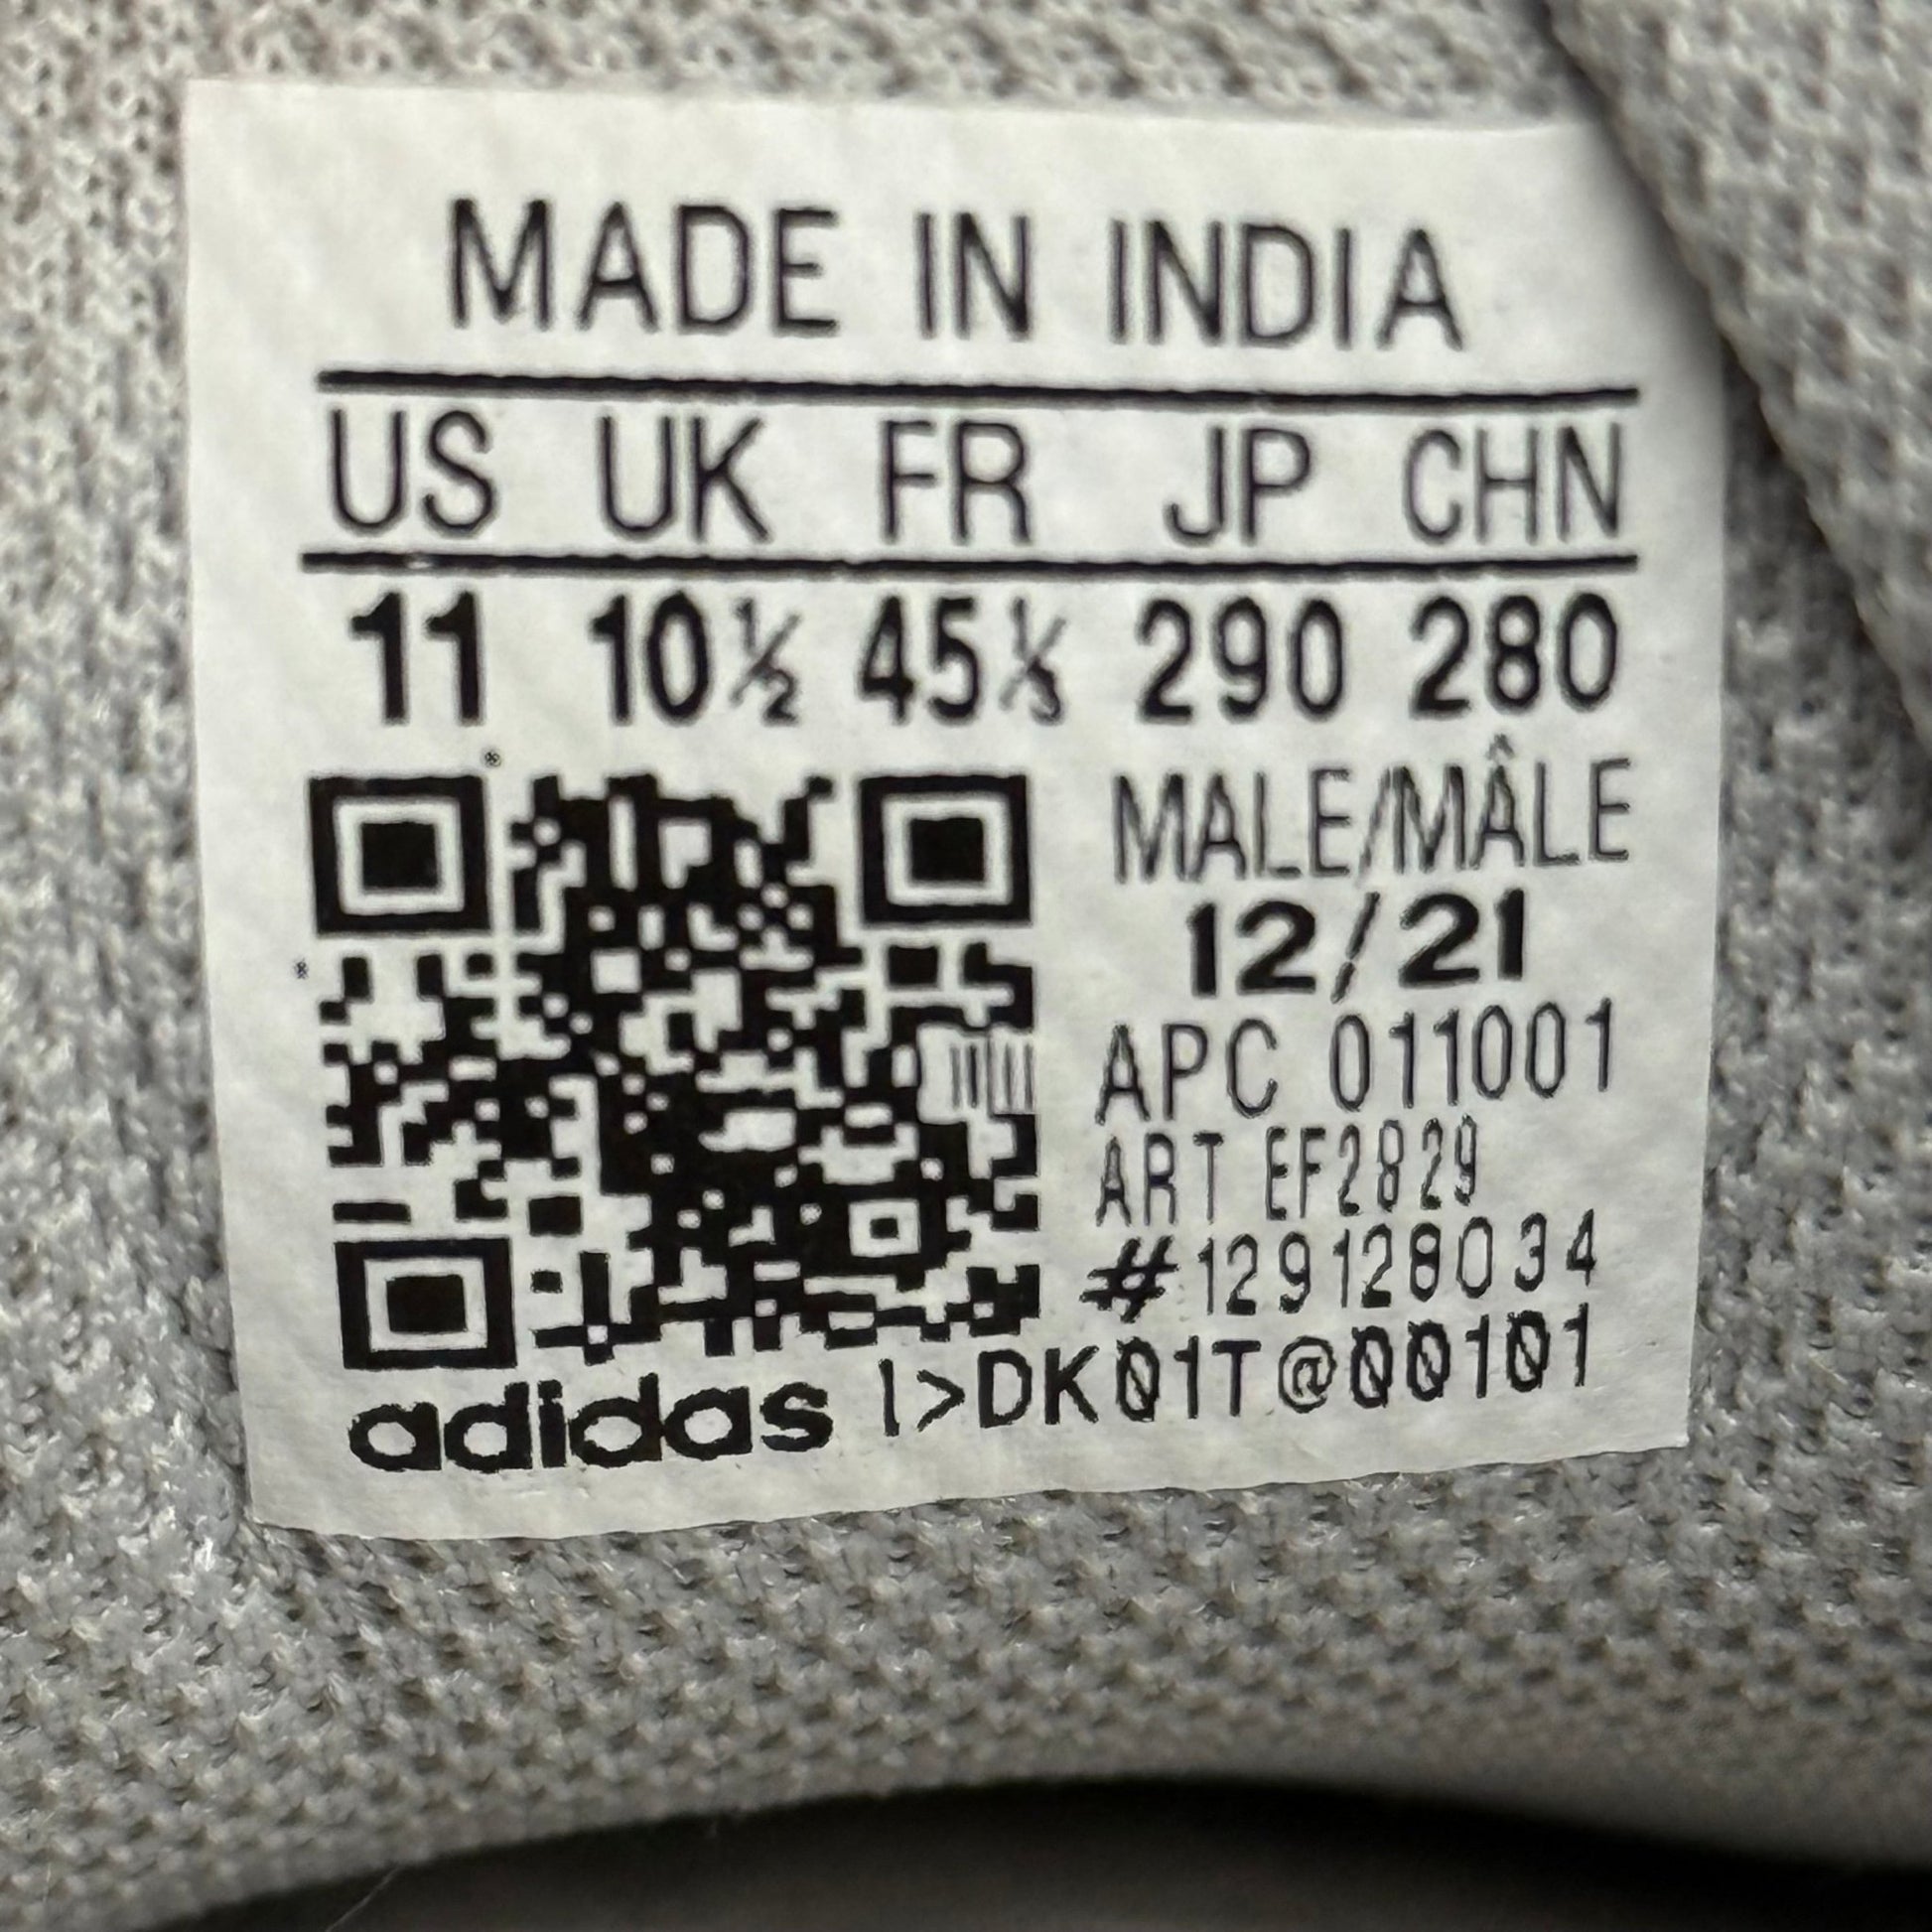 MADE IN INDIA
US UK FR JP CHN
11 10½ 45⅓ 290 280
MALE/MÂLE
12/21
APC 011001
ART EF2829
#129128034
adidas I>DK01T@00101